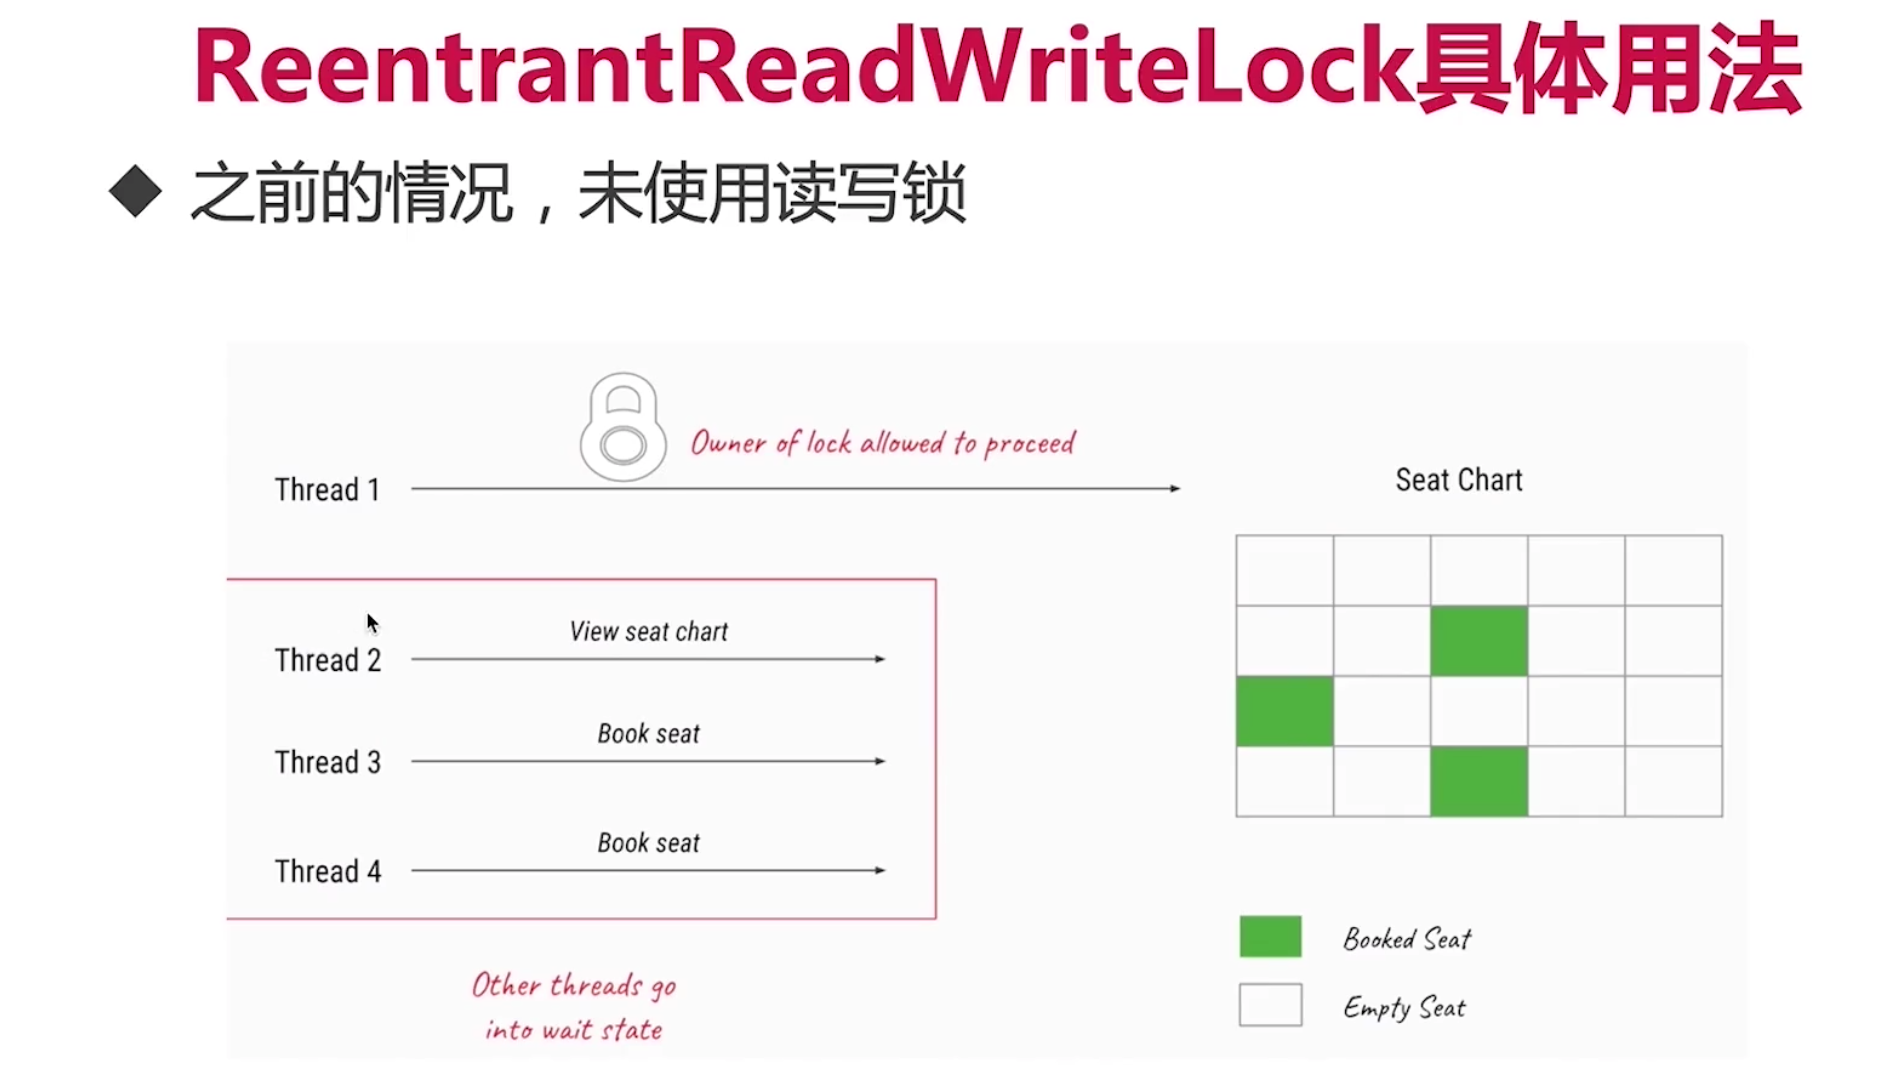 ReentrantReadWriteLock具体用法
之前的情况，未使用读写锁
Owner of lock allowed to proceed
Thread 1
Seat Chart
View seat chart
Thread 2
Book seat
Thread 3
Book seat
Thread 4
Booked Seat
Other threads go
into wait state
Empty Seat